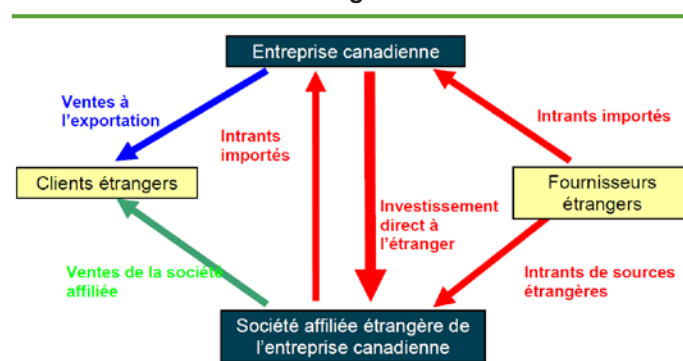 Entreprise canadienne
Ventes à
l'exportation
Intrants
importés
Intrants importés
Clients étrangers
Fournisseurs
étrangers
Investissement
direct à
l'étranger
Ventes de la société
affiliée
Intrants de sources
étrangères
Société affiliée étrangère de
l'entreprise canadienne